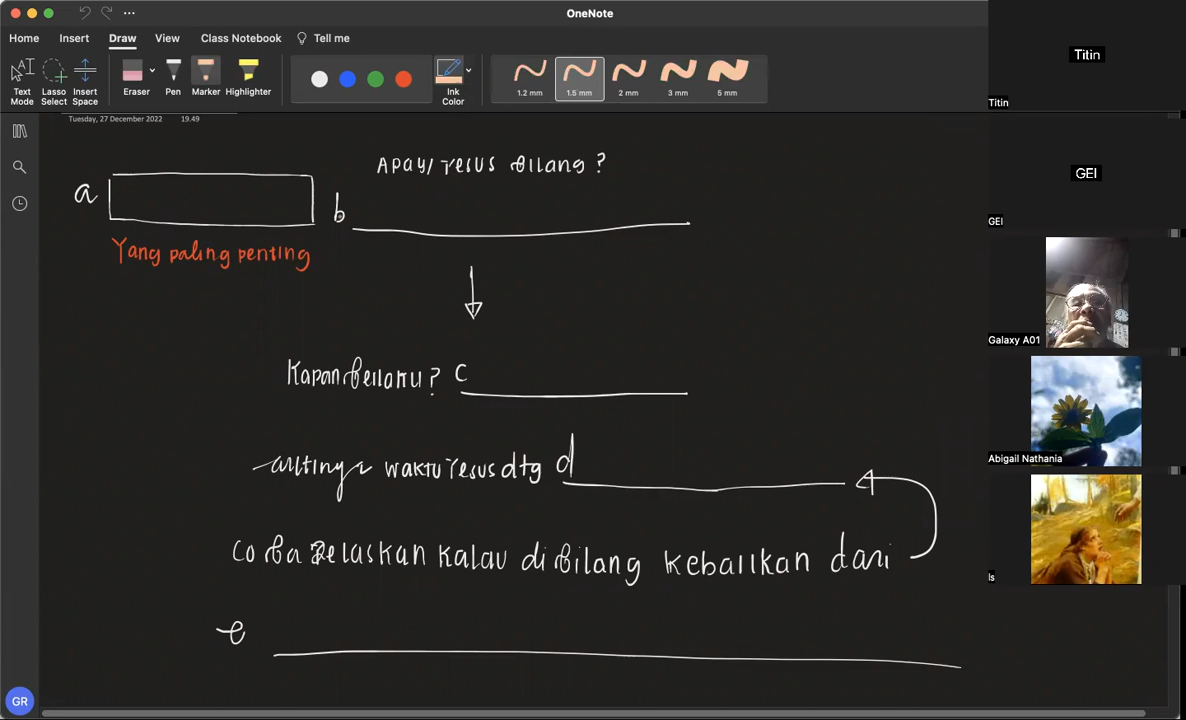 OneNote
Home Insert Draw View Class Notebook Tell me
Text Mode
Lasso Select
Insert Space
Eraser
Pen
Marker
Highlighter
Ink Color
1.2 mm
1.5 mm
2 mm
3 mm
5 mm
Tuesday, 27 December 2022 19.49
Apa yg Yesus bilang ?
a
b
Yang paling penting
Kapan berlaku ? c
artinya waktu Yesus dtg d
Coba jelaskan kalau di bilang kebalikan dari
e
GR
Titin
Titin
GEI
GEI
Galaxy A01
Abigail Nathania
Is